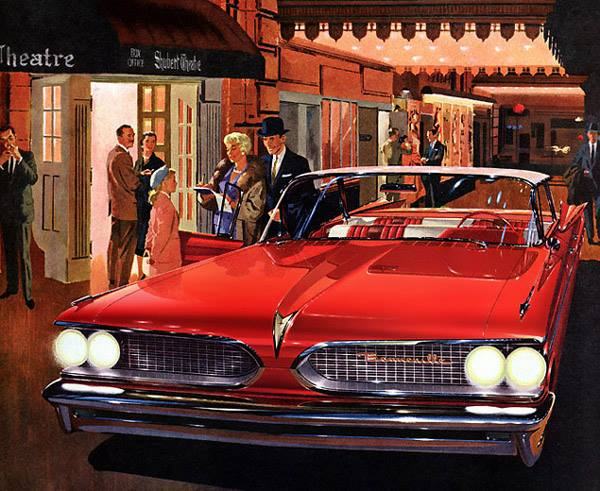 Theatre
BOX
OFFICE
Shubert Theatre
Bonneville